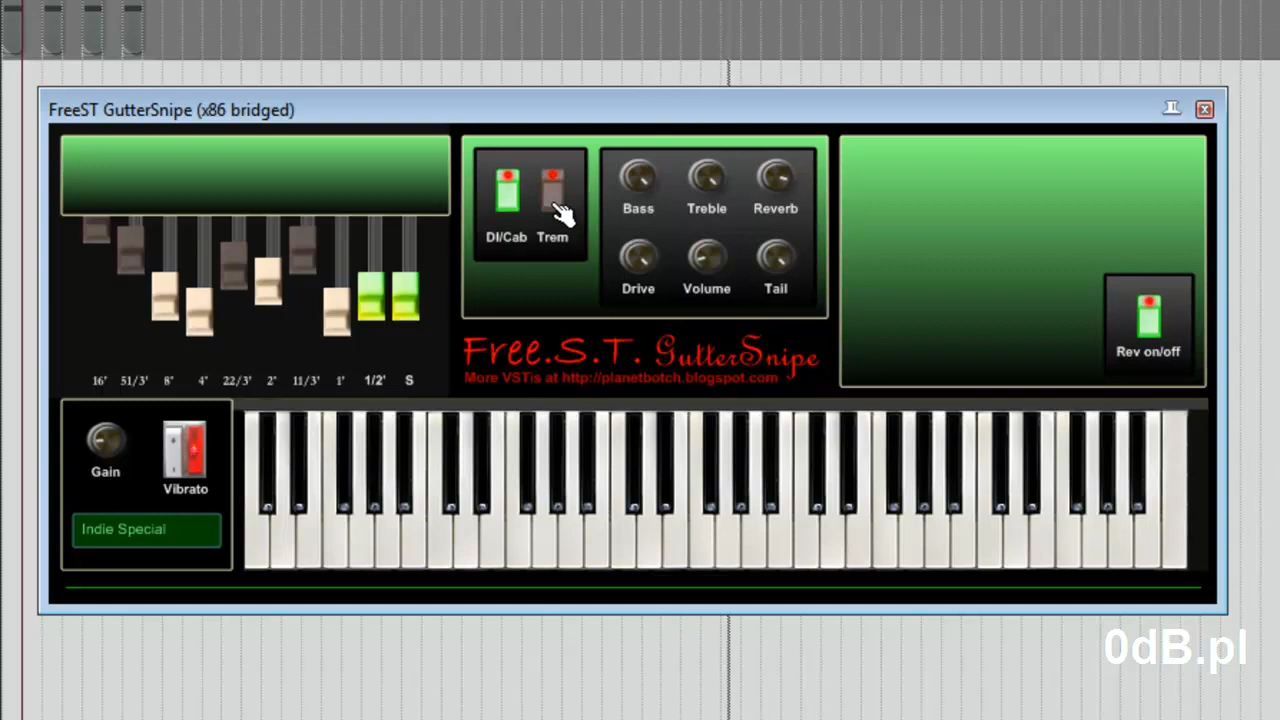 FreeST GutterSnipe (x86 bridged)
DI/Cab Trem
Bass Treble Reverb
Drive Volume Tail
Rev on/off
Free.S.T. GutterSnipe
More VSTis at http://planetbotch.blogspot.com
16' 51/3' 8' 4' 22/3' 2' 11/3' 1' 1/2' S
Gain
Vibrato
Indie Special
0dB.pl